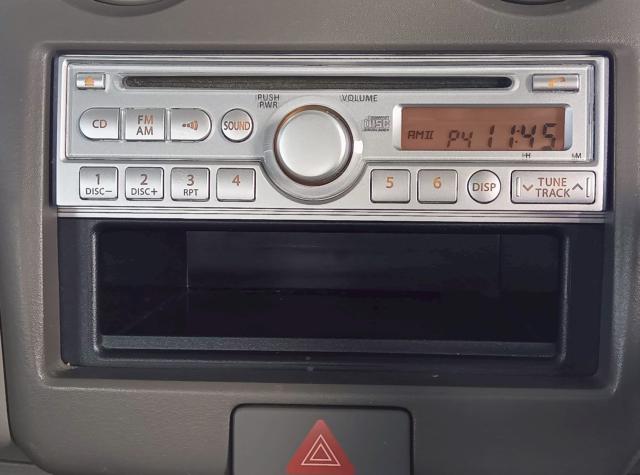 PUSH PWR
VOLUME
CD
FM AM
SOUND
DISC
AMII P4 11:45
H M
1 DISC−
2 DISC+
3 RPT
4
5
6
DISP
TUNE TRACK